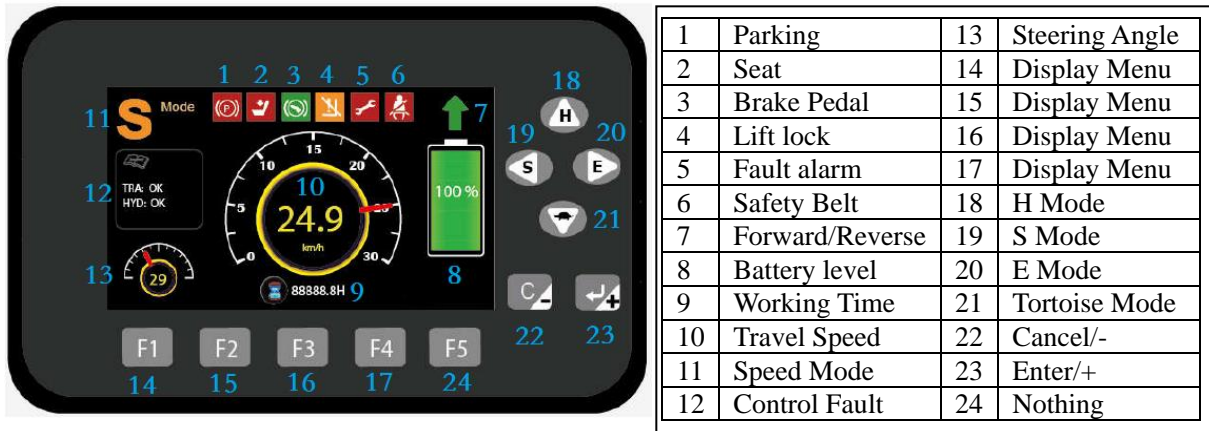 1 2 3 4 5 6
18
11 S Mode
7
H
15
19 20
10 20
S E
12
TRA: OK
HYD: OK
10
100 %
5 25
24.9
21
km/h
13
0 30
29
8
88888.8H 9
C -
+
22 23
F1 F2 F3 F4 F5
14 15 16 17 24
1 Parking 13 Steering Angle
2 Seat 14 Display Menu
3 Brake Pedal 15 Display Menu
4 Lift lock 16 Display Menu
5 Fault alarm 17 Display Menu
6 Safety Belt 18 H Mode
7 Forward/Reverse 19 S Mode
8 Battery level 20 E Mode
9 Working Time 21 Tortoise Mode
10 Travel Speed 22 Cancel/-
11 Speed Mode 23 Enter/+
12 Control Fault 24 Nothing